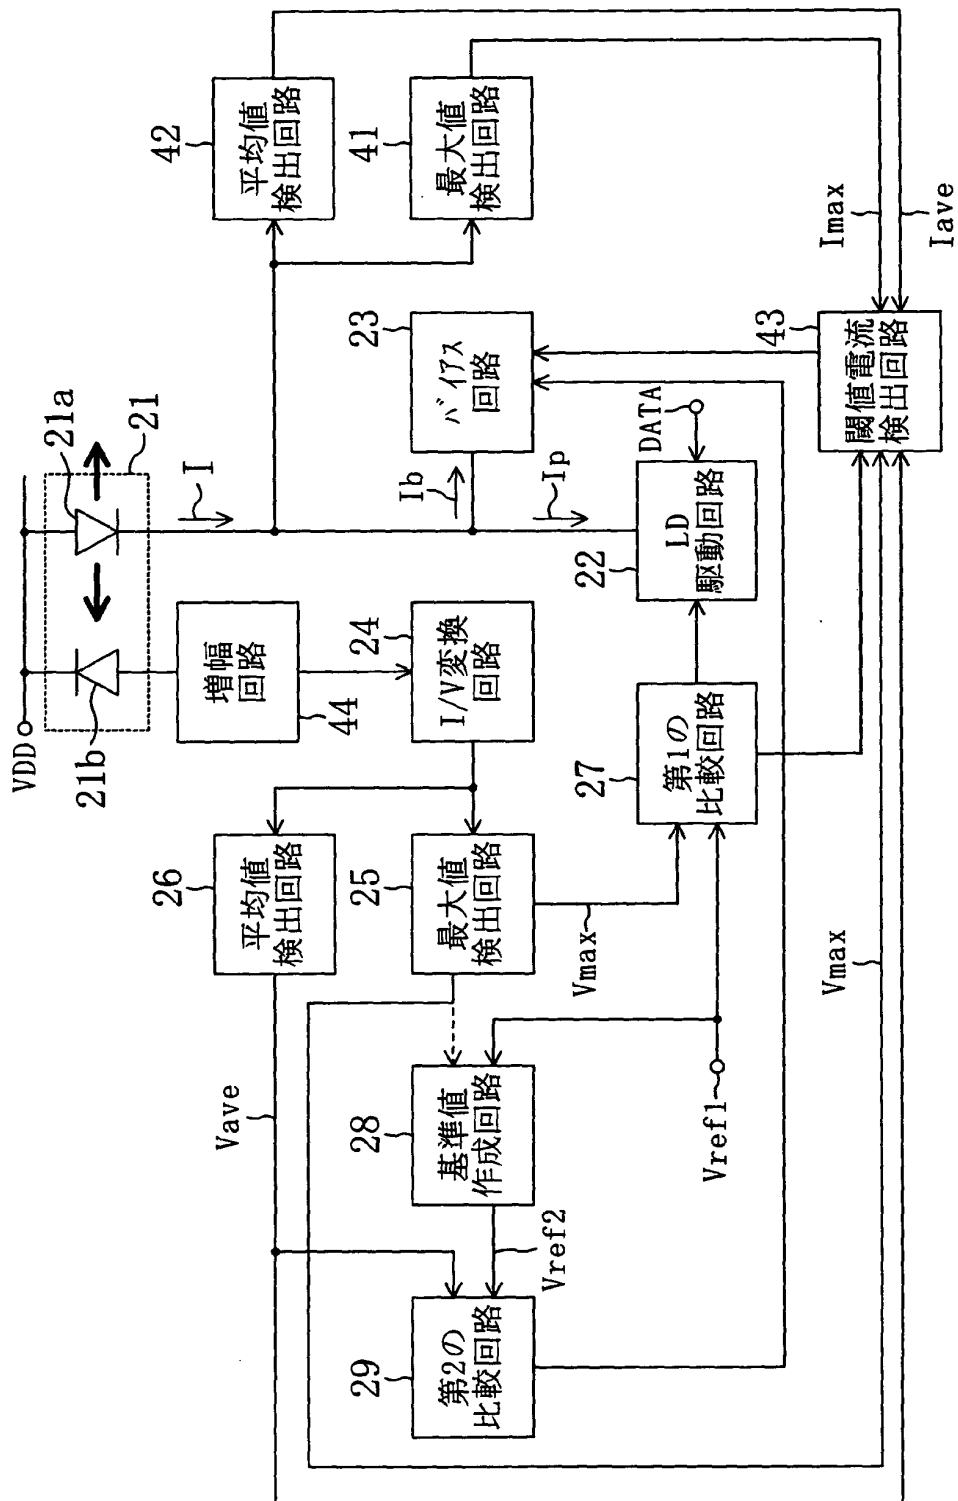 VDD
21b
21a
21
I
増幅
回路
44
平均値
検出回路
42
最大値
検出回路
41
平均値
検出回路
26
最大値
検出回路
25
I/V変換
回路
24
バイアス
回路
23
Ib
Ip
Vave
基準値
作成回路
28
第2の
比較回路
29
Vref2
Vmax
Vref1
第1の
比較回路
27
LD
駆動回路
22
DATA
閾値電流
検出回路
43
Imax
Iave
Vmax